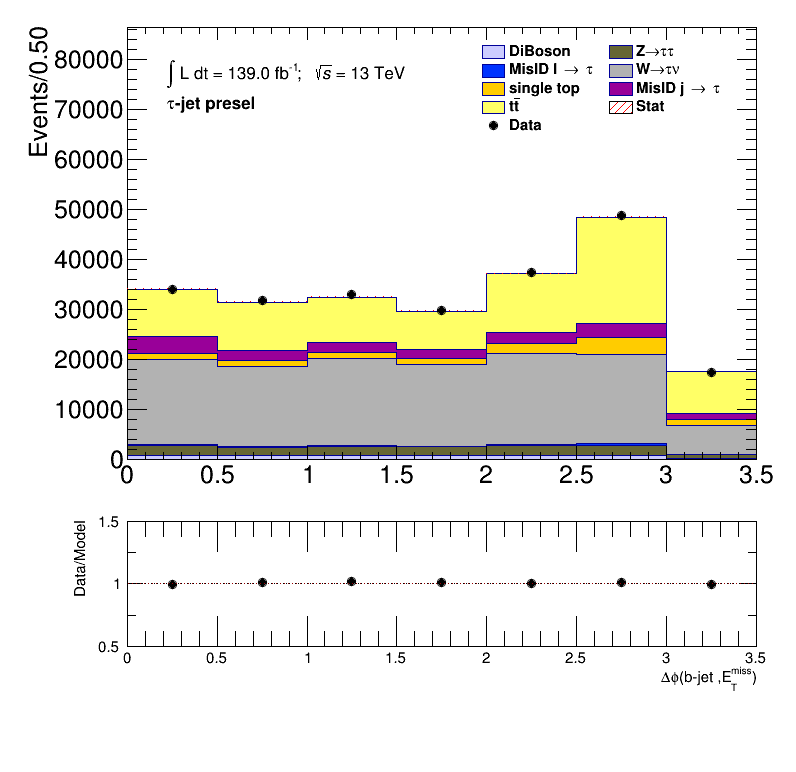 Events/0.50
80000
70000
60000
50000
40000
30000
20000
10000
0
∫ L dt = 139.0 fb⁻¹; √s = 13 TeV
τ-jet presel
DiBoson
MisID l → τ
single top
tt̄
Data
Z→ττ
W→τν
MisID j → τ
Stat
0 0.5 1 1.5 2 2.5 3 3.5
Data/Model
1.5
1
0.5
0 0.5 1 1.5 2 2.5 3 3.5
Δϕ(b-jet ,E_T^miss)